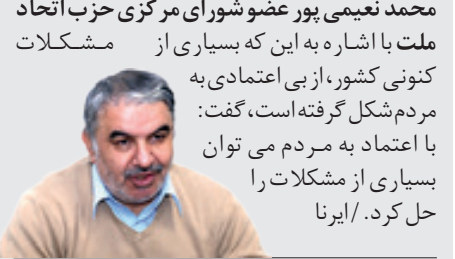 محمد نعیمی پور عضو شورای مرکزی حزب اتحاد
ملت با اشاره به این که بسیاری از مشکلات
کنونی کشور، از بی اعتمادی به
مردم شکل گرفته است، گفت:
با اعتماد به مردم می توان
بسیاری از مشکلات را
حل کرد. /ایرنا